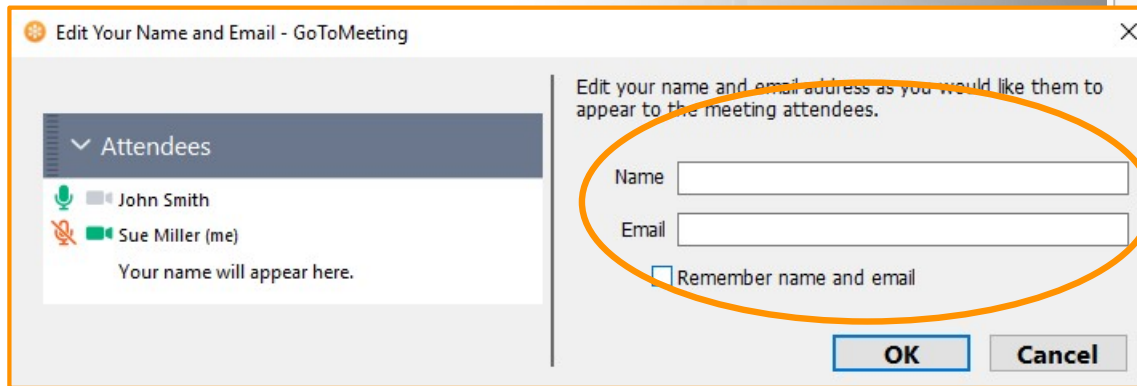 Edit Your Name and Email - GoToMeeting
Attendees
John Smith
Sue Miller (me)
Your name will appear here.
Edit your name and email address as you would like them to
appear to the meeting attendees.
Name
Email
Remember name and email
OK
Cancel